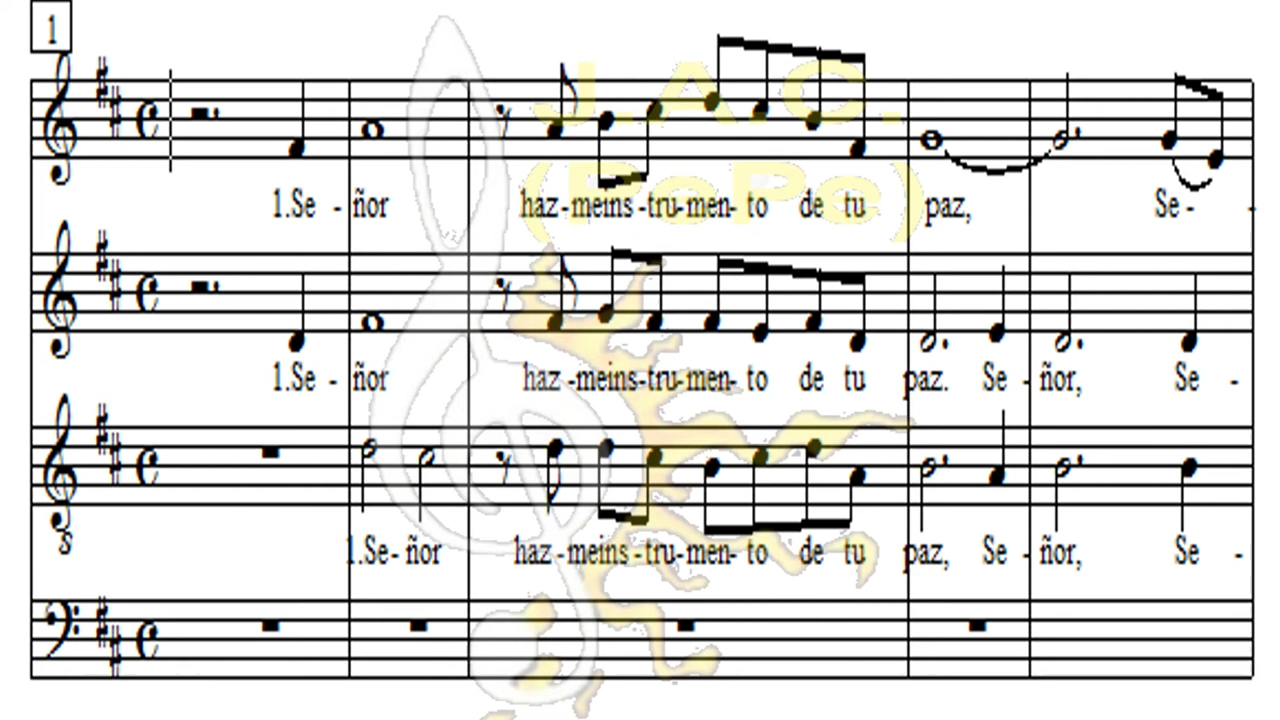 1
J.A.C.
1.Se - ñor haz-meins-tru-men-to de tu paz, Se - -
(PePe)
1.Se - ñor haz-meins-tru-men-to de tu paz. Se - ñor, Se -
1.Se-ñor haz-meins-tru-men-to de tu paz, Se - ñor, Se -
8